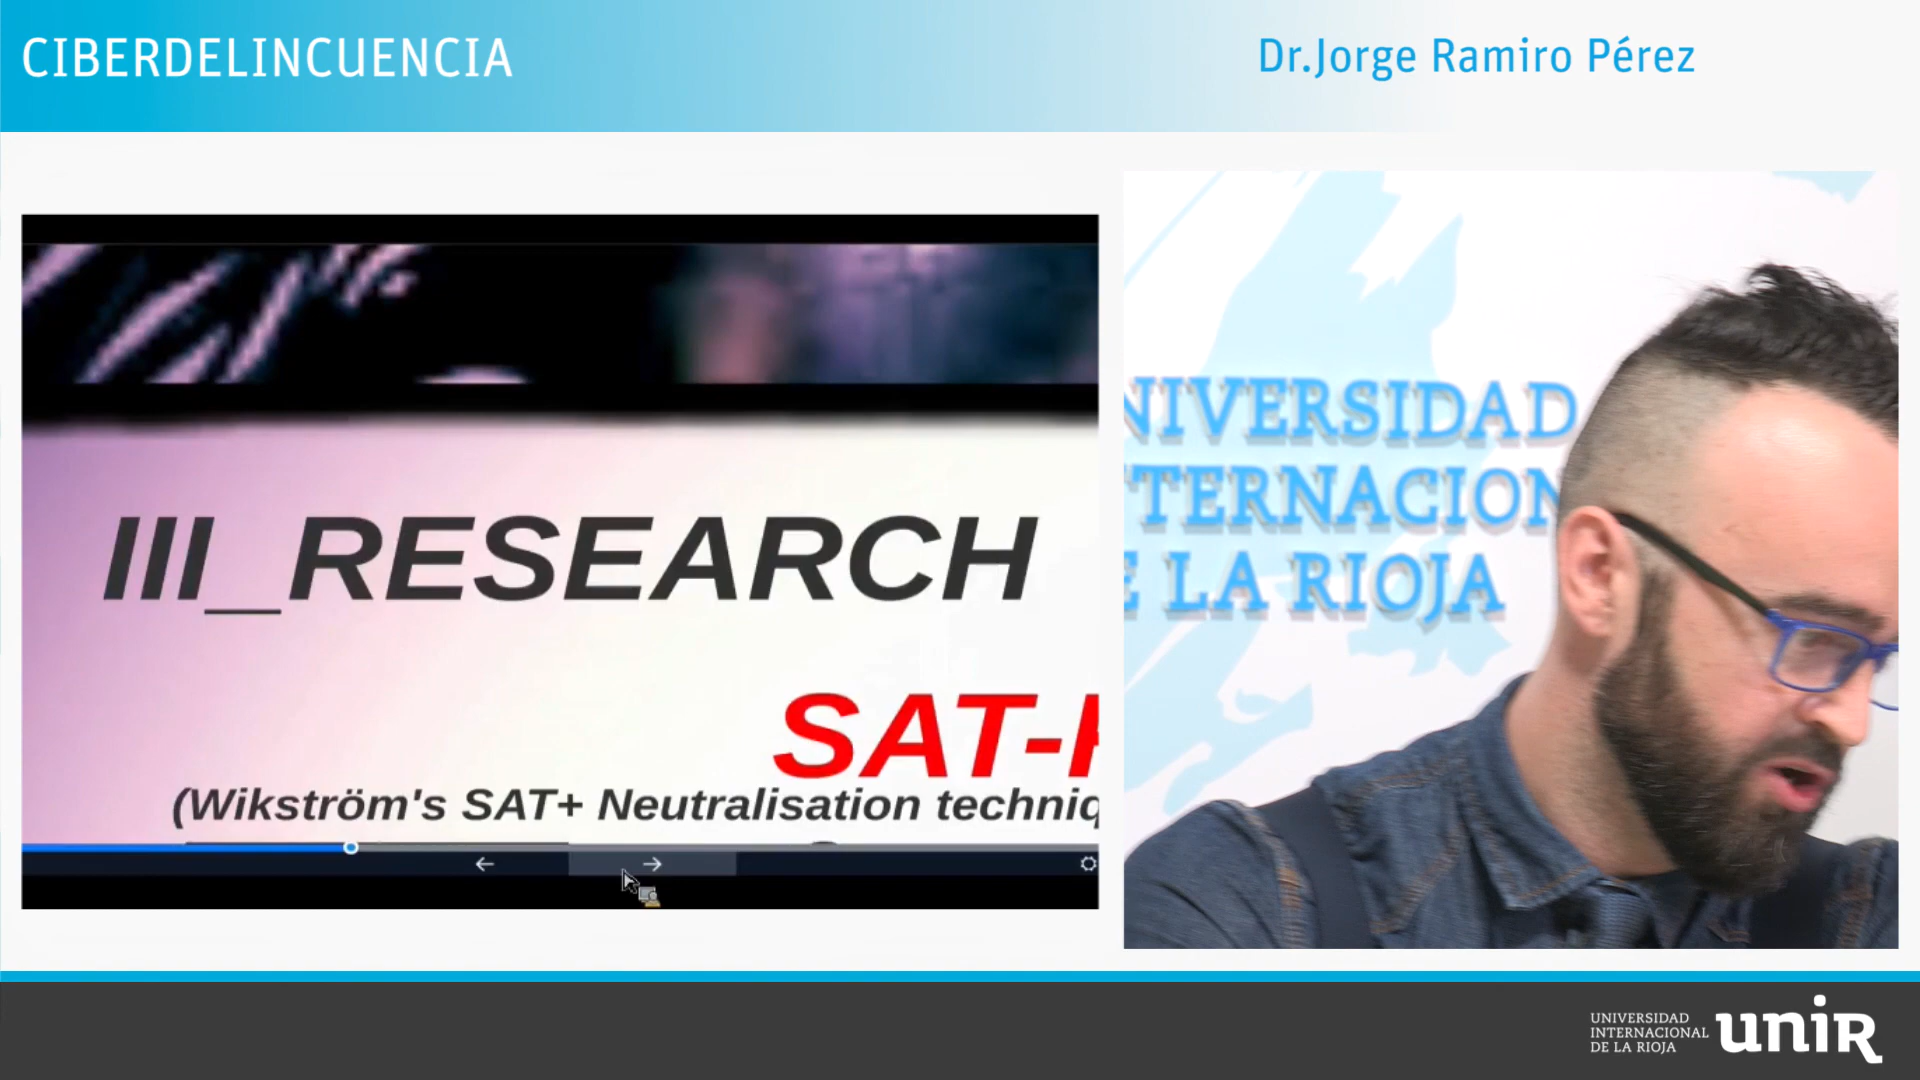 CIBERDELINCUENCIA
Dr.Jorge Ramiro Pérez
III_RESEARCH
SAT-
(Wikström's SAT+ Neutralisation techniq
NIVERSIDAD
TERNACION
LA RIOJA
UNIVERSIDAD
INTERNACIONAL
DE LA RIOJA
unir